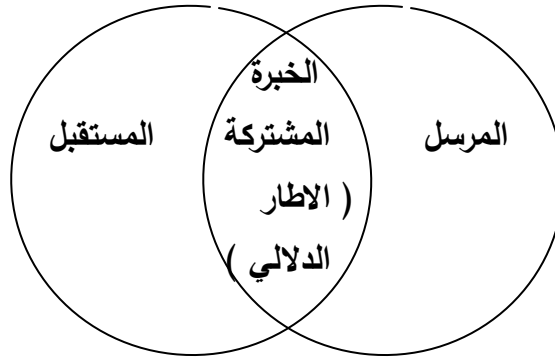 المرسل
الخبرة
المشتركة
( الاطار
الدلالي )
المستقبل